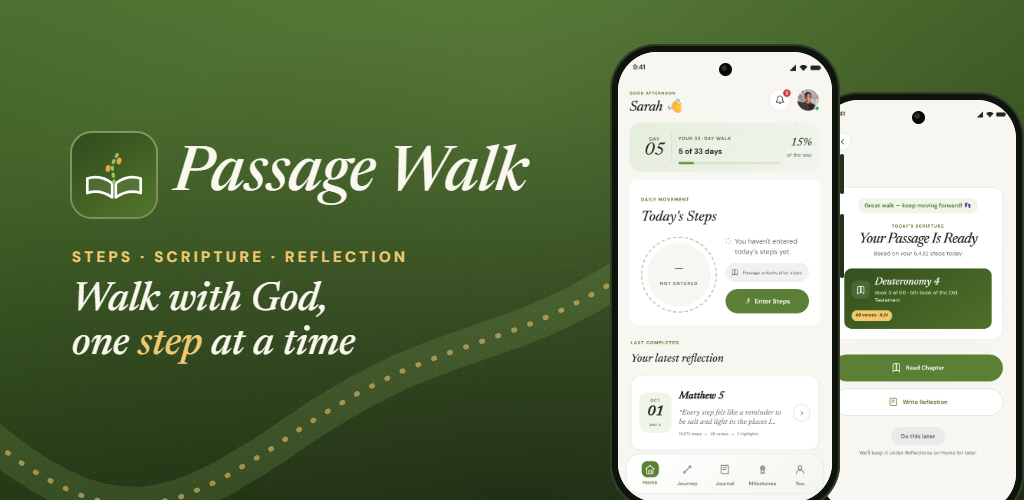 Passage Walk
STEPS · SCRIPTURE · REFLECTION
Walk with God,
one step at a time
9:41
GOOD AFTERNOON
Sarah 👋
DAY
05
YOUR 33-DAY WALK
5 of 33 days
15%
of the way
DAILY MOVEMENT
Today's Steps
—
NOT ENTERED
You haven't entered
today's steps yet.
Passage unlocks after steps
Enter Steps
LAST COMPLETED
Your latest reflection
OCT
01
DAY 4
Matthew 5
"Every step felt like a reminder to
be salt and light in the places I...
48 verses
2 highlights
Home
Journey
Journal
Milestones
You
Great walk — keep moving forward! 👣
TODAY'S SCRIPTURE
Your Passage Is Ready
Based on your 6,432 steps today
Deuteronomy 4
Book 5 of 66 · 5th book of the Old
Testament
49 verses · KJV
Read Chapter
Write Reflection
Do this later
We'll keep it under Reflections on Home for later.